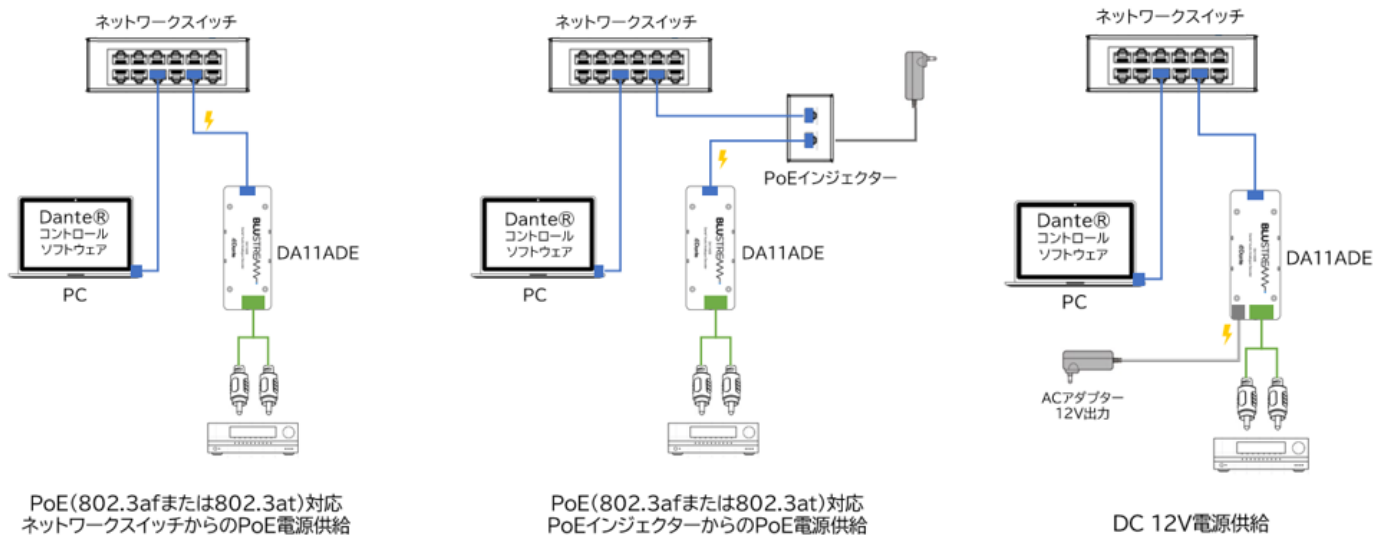 ネットワークスイッチ
Dante®
コントロール
ソフトウェア
PC
BLUSTREAM
Dante
DA11ADE
PoE(802.3afまたは802.3at)対応
ネットワークスイッチからのPoE電源供給
ネットワークスイッチ
PoEインジェクター
Dante®
コントロール
ソフトウェア
PC
BLUSTREAM
Dante
DA11ADE
PoE(802.3afまたは802.3at)対応
PoEインジェクターからのPoE電源供給
ネットワークスイッチ
Dante®
コントロール
ソフトウェア
PC
BLUSTREAM
Dante
DA11ADE
ACアダプター
12V出力
DC 12V電源供給